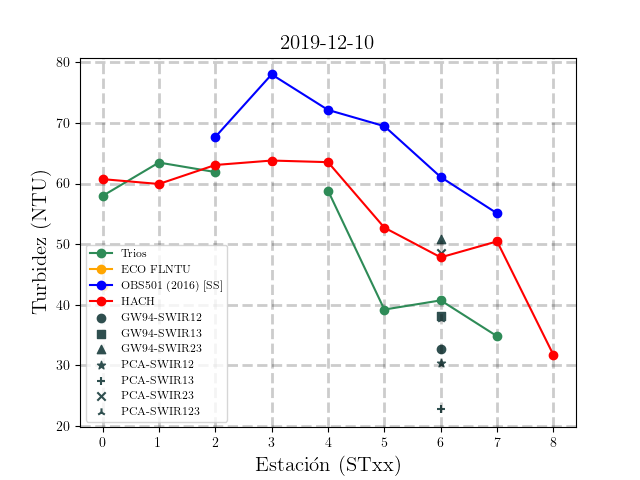 2019-12-10
Turbidez (NTU)
80
70
60
50
40
30
20
Trios
ECO FLNTU
OBS501 (2016) [SS]
HACH
GW94-SWIR12
GW94-SWIR13
GW94-SWIR23
PCA-SWIR12
PCA-SWIR13
PCA-SWIR23
PCA-SWIR123
0 1 2 3 4 5 6 7 8
Estación (STxx)